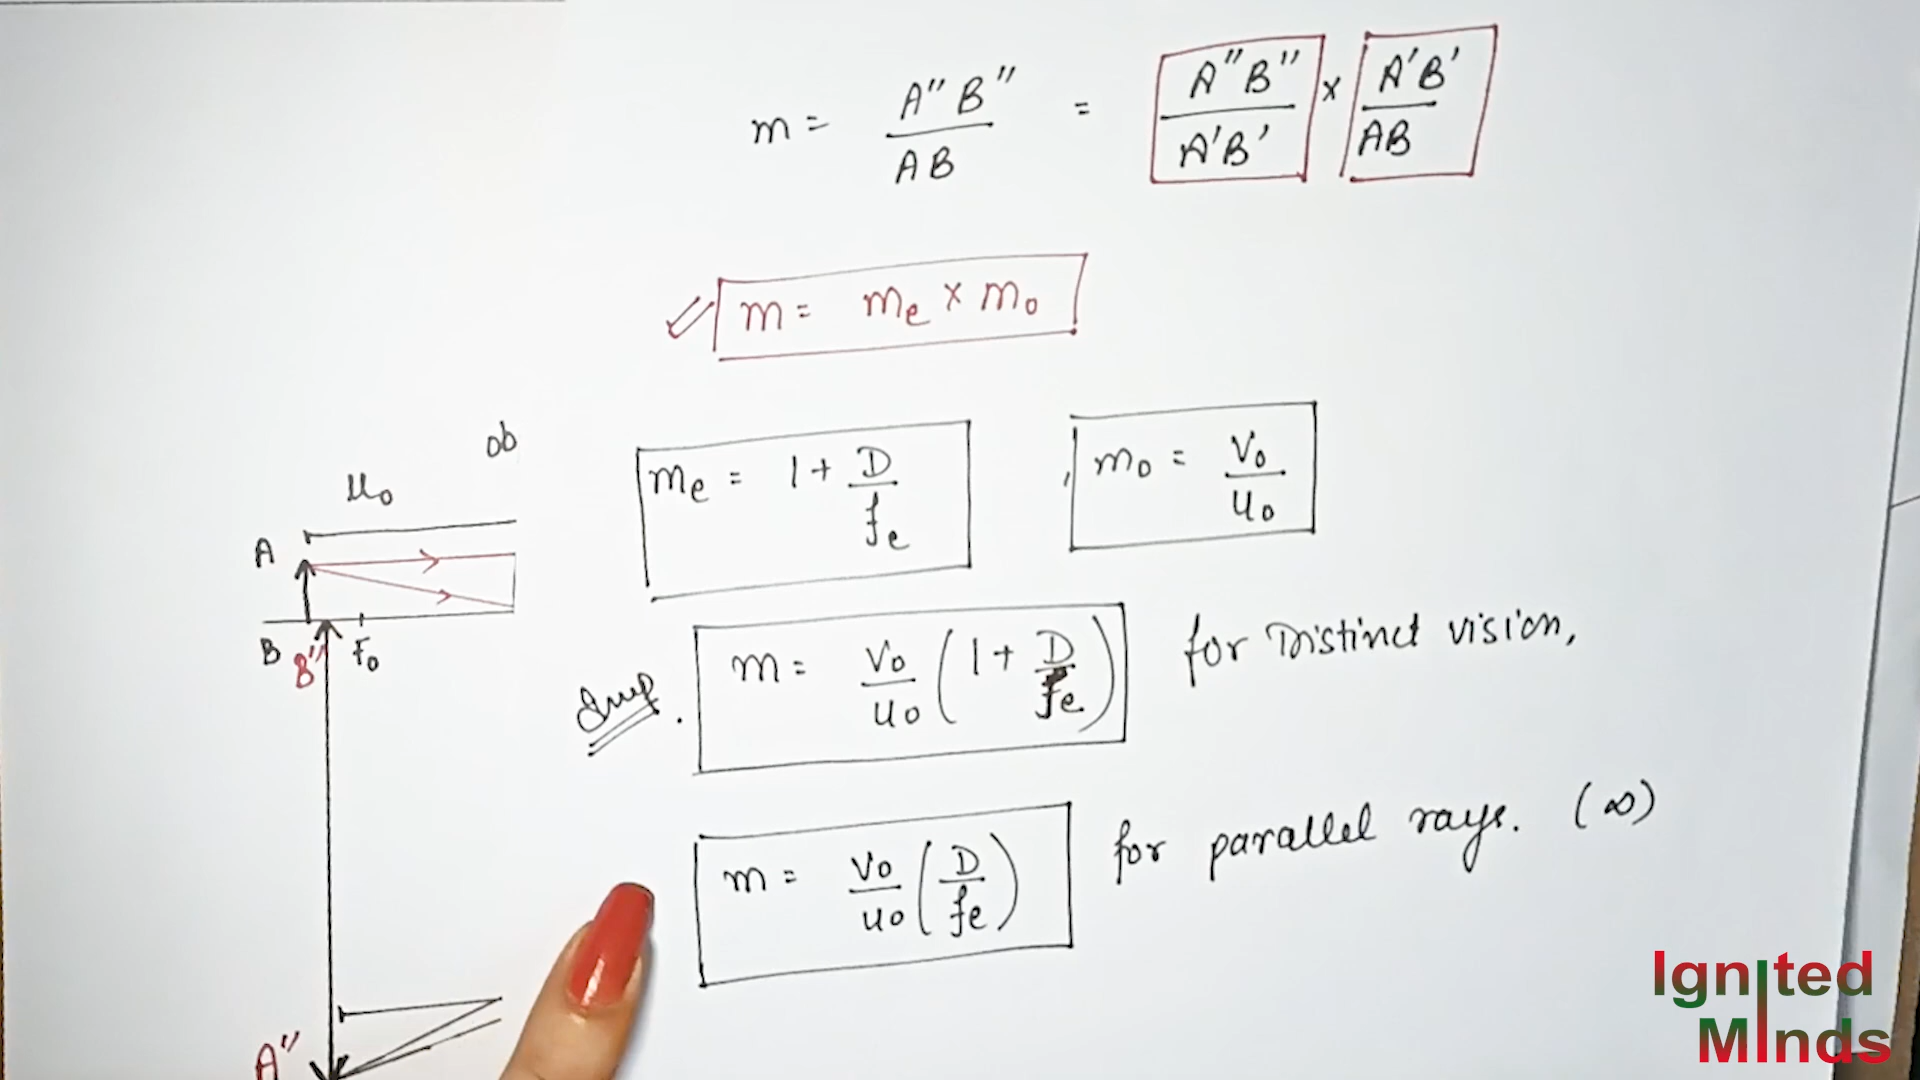 m = A"B" / AB = A"B" / A'B' × A'B' / AB
m = me × mo
ob
uo
me = 1 + D / fe , mo = vo / uo
A
B B" Fo
Imp. m = vo / uo (1 + D / fe) for Distinct vision,
m = vo / uo (D / fe) for parallel rays. (∞)
A"
Ignited
Minds